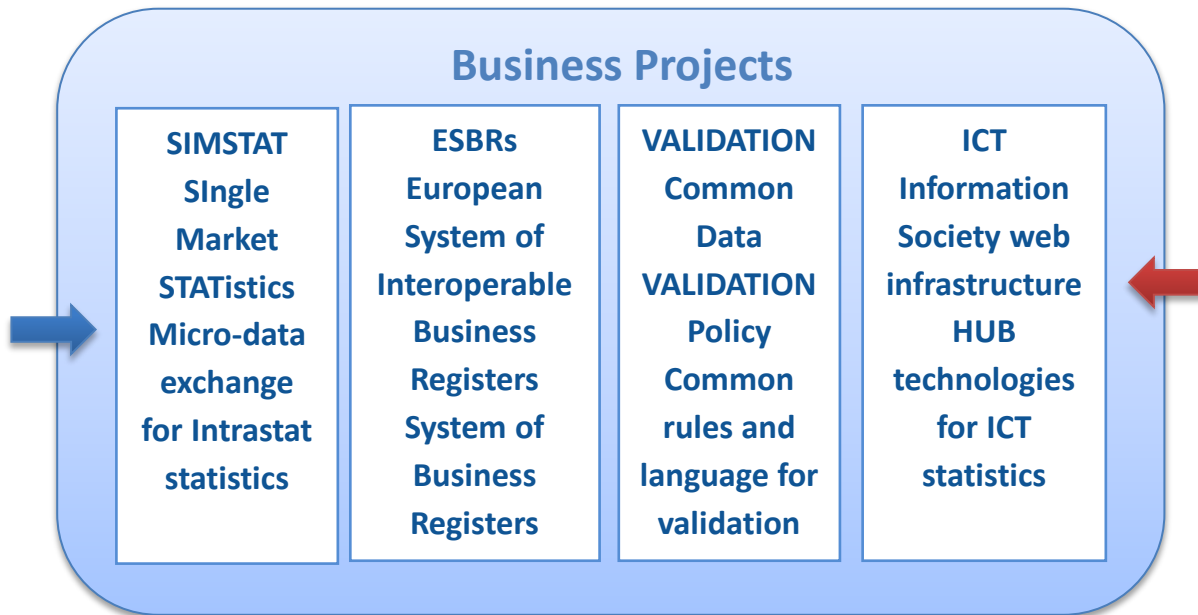 Business Projects
SIMSTAT
SIngle
Market
STATistics
Micro-data
exchange
for Intrastat
statistics
ESBRs
European
System of
Interoperable
Business
Registers
System of
Business
Registers
VALIDATION
Common
Data
VALIDATION
Policy
Common
rules and
language for
validation
ICT
Information
Society web
infrastructure
HUB
technologies
for ICT
statistics